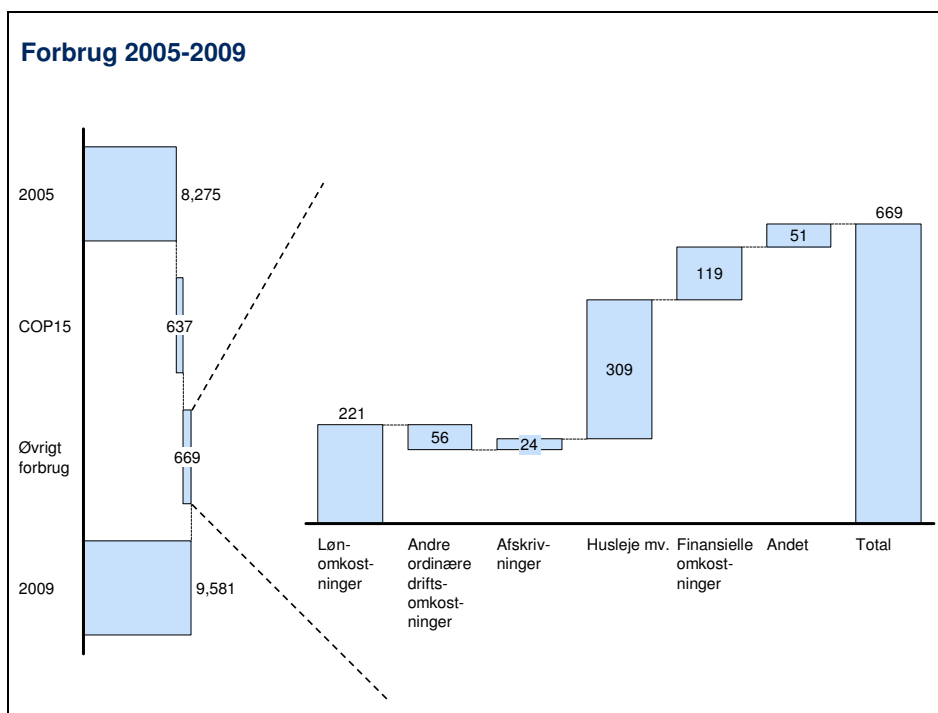 Forbrug 2005-2009
2005
8,275
COP15
637
Øvrigt
forbrug
669
2009
9,581
221
56
24
309
119
51
669
Løn-
omkost-
ninger
Andre
ordinære
drifts-
omkost-
ninger
Afskriv-
ninger
Husleje mv.
Finansielle
omkost-
ninger
Andet
Total